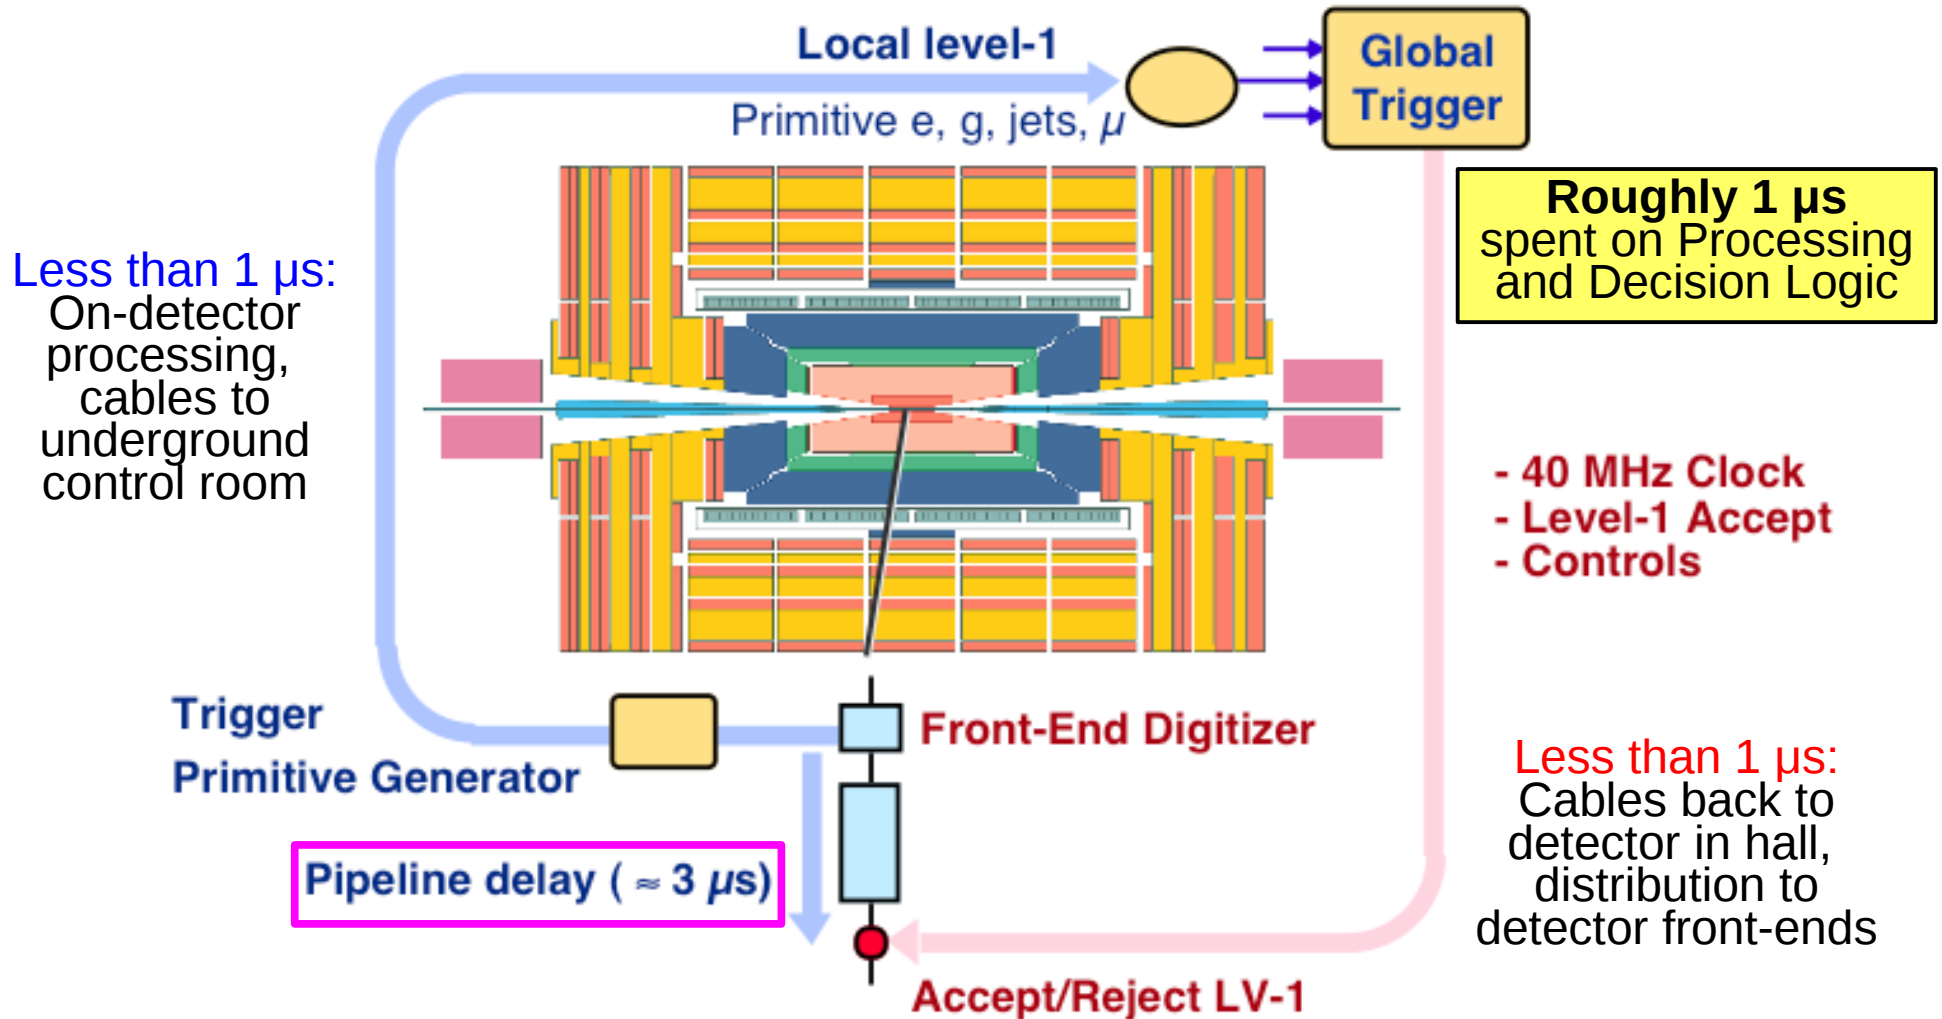 Local level-1
Primitive e, g, jets, μ
Global
Trigger
Roughly 1 μs
spent on Processing
and Decision Logic
Less than 1 μs:
On-detector
processing,
cables to
underground
control room
- 40 MHz Clock
- Level-1 Accept
- Controls
Trigger
Primitive Generator
Front-End Digitizer
Pipeline delay ( ≈ 3 μs)
Less than 1 μs:
Cables back to
detector in hall,
distribution to
detector front-ends
Accept/Reject LV-1